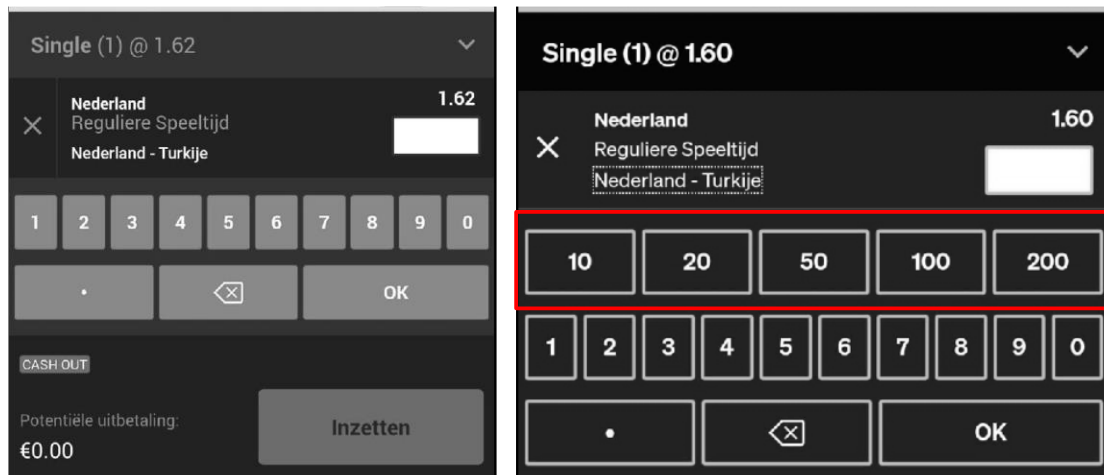 Single (1) @ 1.62
Nederland 1.62
Reguliere Speeltijd
Nederland - Turkije
1 2 3 4 5 6 7 8 9 0
. OK
CASH OUT
Potentiële uitbetaling:
€0.00
Inzetten
Single (1) @ 1.60
Nederland 1.60
Reguliere Speeltijd
Nederland - Turkije
10 20 50 100 200
1 2 3 4 5 6 7 8 9 0
. OK